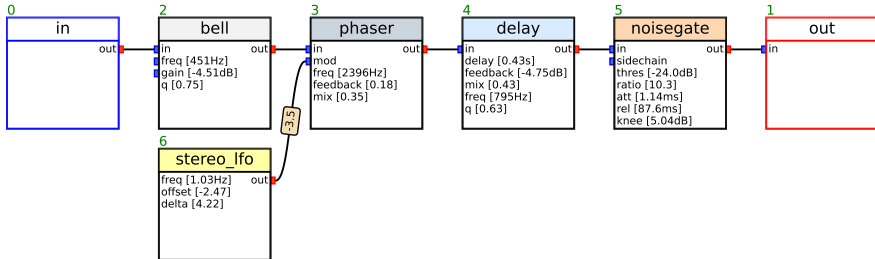 0
in
out
2
bell
in
out
freq [451Hz]
gain [-4.51dB]
q [0.75]
3
phaser
in
out
mod
freq [2396Hz]
feedback [0.18]
mix [0.35]
4
delay
in
out
delay [0.43s]
feedback [-4.75dB]
mix [0.43]
freq [795Hz]
q [0.63]
5
noisegate
in
out
sidechain
thres [-24.0dB]
ratio [10.3]
att [1.14ms]
rel [87.6ms]
knee [5.04dB]
1
out
in
-3.5
6
stereo_lfo
freq [1.03Hz]
out
offset [-2.47]
delta [4.22]